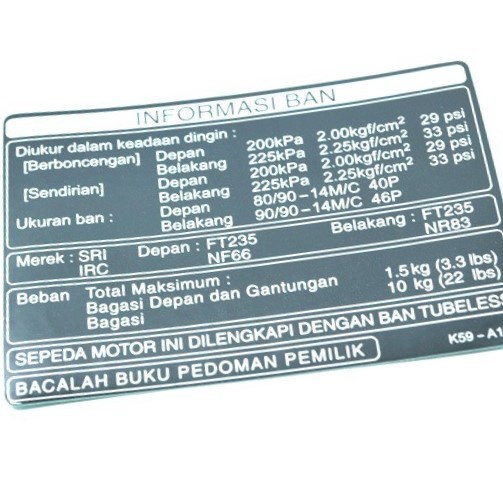 INFORMASI BAN
Diukur dalam keadaan dingin :
[Berboncengan] Depan 200kPa 2.00kgf/cm² 29 psi
Belakang 225kPa 2.25kgf/cm² 33 psi
[Sendirian] Depan 200kPa 2.00kgf/cm² 29 psi
Belakang 225kPa 2.25kgf/cm² 33 psi
Ukuran ban : Depan 80/90-14M/C 40P
Belakang 90/90-14M/C 46P
Merek : SRI Depan : FT235 Belakang : FT235
IRC NF66 NR83
Beban Total Maksimum :
Bagasi Depan dan Gantungan 1.5 kg (3.3 lbs)
Bagasi 10 kg (22 lbs)
SEPEDA MOTOR INI DILENGKAPI DENGAN BAN TUBELESS
BACALAH BUKU PEDOMAN PEMILIK K59-A1